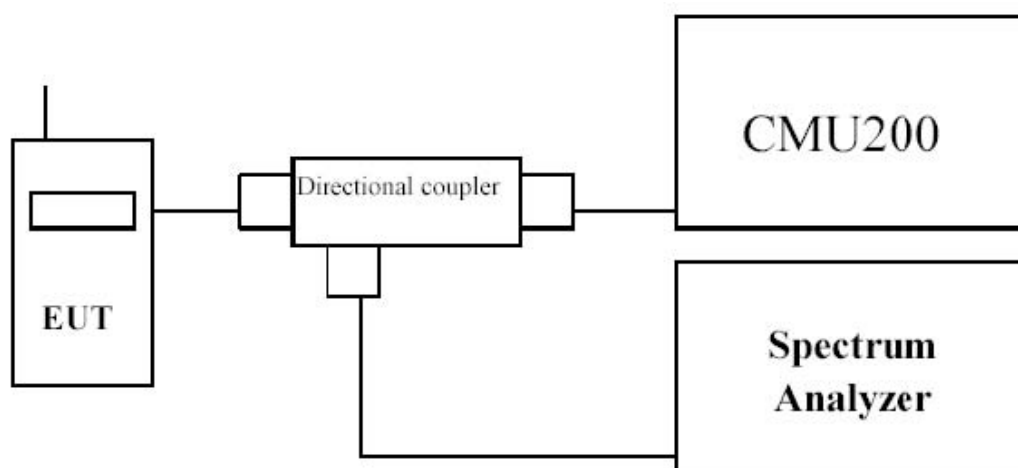 CMU200
Directional coupler
EUT
Spectrum
Analyzer